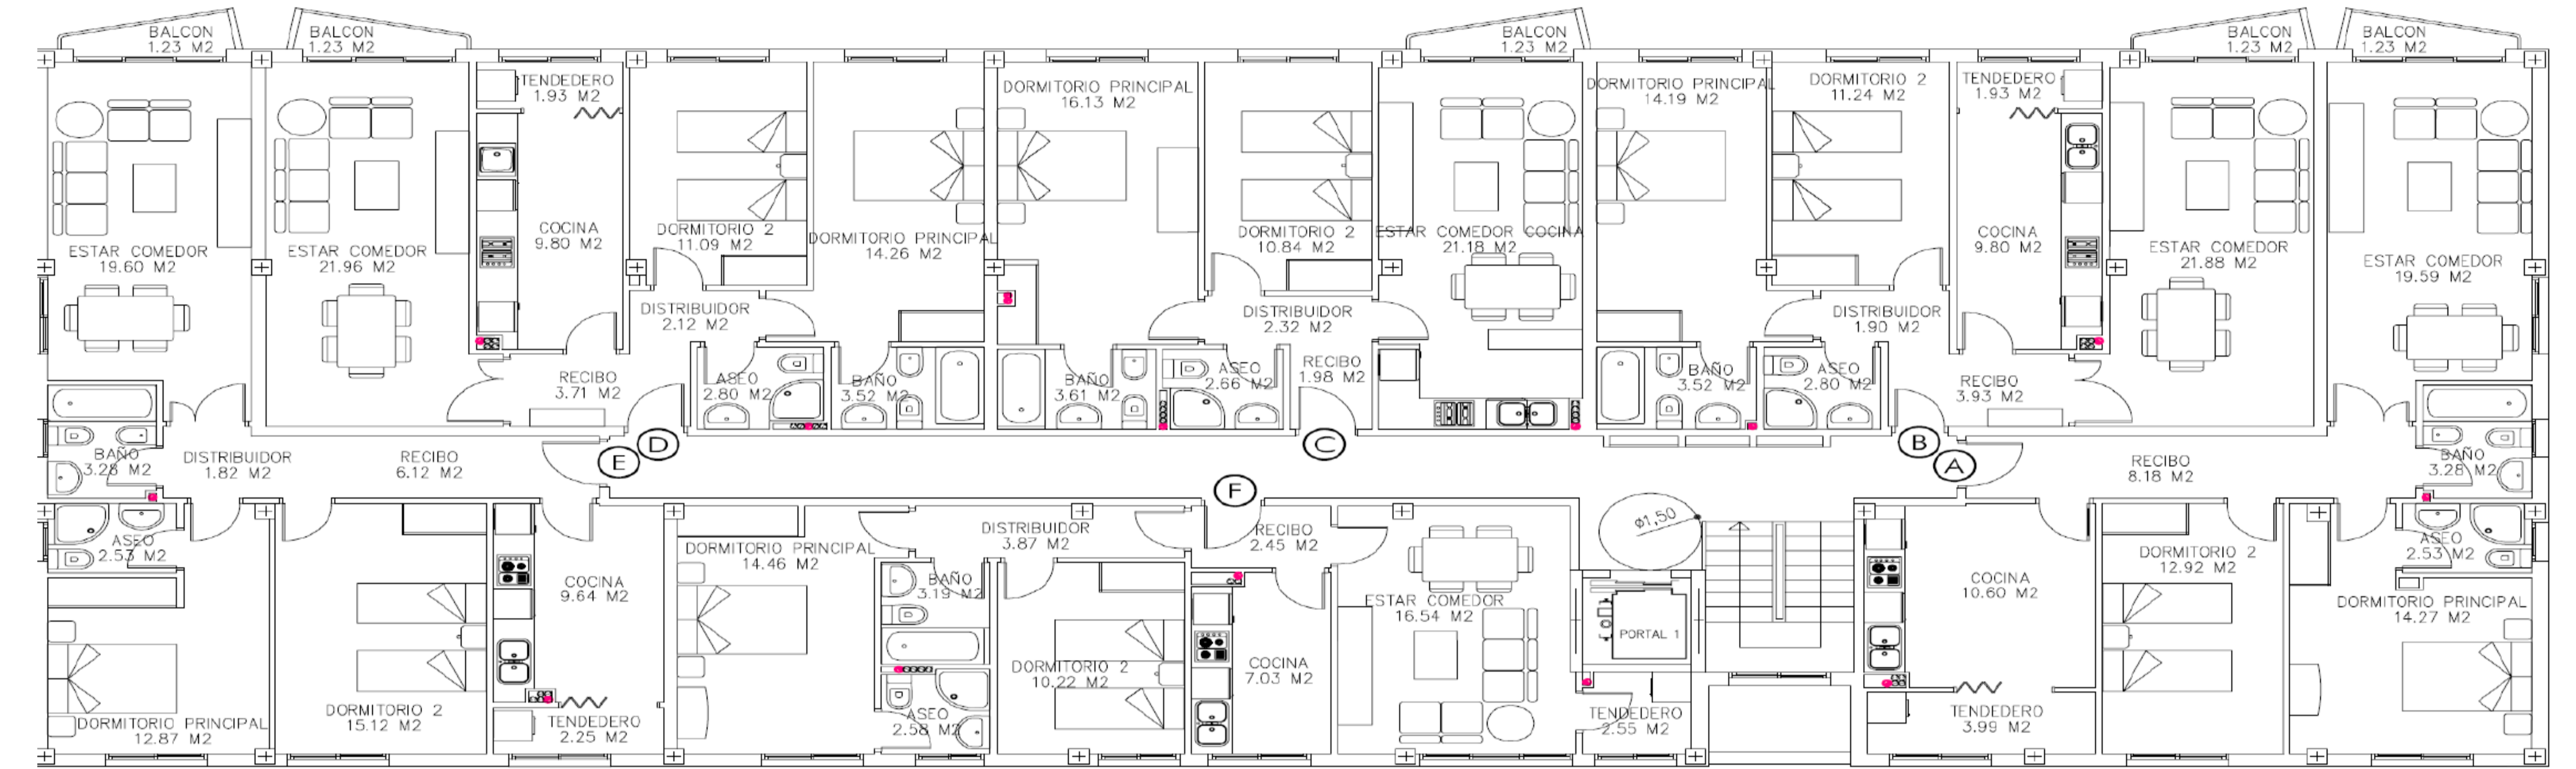 BALCON
1.23 M2
BALCON
1.23 M2
BALCON
1.23 M2
BALCON
1.23 M2
BALCON
1.23 M2
TENDEDERO
1.93 M2
DORMITORIO PRINCIPAL
16.13 M2
DORMITORIO PRINCIPAL
14.19 M2
DORMITORIO 2
11.24 M2
TENDEDERO
1.93 M2
ESTAR COMEDOR
19.60 M2
ESTAR COMEDOR
21.96 M2
COCINA
9.80 M2
DORMITORIO 2
11.09 M2
DORMITORIO PRINCIPAL
14.26 M2
DORMITORIO 2
10.84 M2
ESTAR COMEDOR COCINA
21.18 M2
COCINA
9.80 M2
ESTAR COMEDOR
21.88 M2
ESTAR COMEDOR
19.59 M2
DISTRIBUIDOR
2.12 M2
DISTRIBUIDOR
2.32 M2
DISTRIBUIDOR
1.90 M2
RECIBO
3.71 M2
ASEO
2.80 M2
BAÑO
3.52 M2
BAÑO
3.61 M2
ASEO
2.66 M2
RECIBO
1.98 M2
BAÑO
3.52 M2
ASEO
2.80 M2
RECIBO
3.93 M2
BAÑO
3.28 M2
DISTRIBUIDOR
1.82 M2
RECIBO
6.12 M2
E
D
C
F
B
A
RECIBO
8.18 M2
BAÑO
3.28 M2
ASEO
2.53 M2
DORMITORIO PRINCIPAL
14.46 M2
DISTRIBUIDOR
3.87 M2
RECIBO
2.45 M2
ø1,50
DORMITORIO 2
12.92 M2
ASEO
2.53 M2
COCINA
9.64 M2
BAÑO
3.19 M2
ESTAR COMEDOR
16.54 M2
PORTAL 1
COCINA
10.60 M2
DORMITORIO PRINCIPAL
14.27 M2
DORMITORIO 2
10.22 M2
COCINA
7.03 M2
DORMITORIO PRINCIPAL
12.87 M2
DORMITORIO 2
15.12 M2
TENDEDERO
2.25 M2
ASEO
2.58 M2
TENDEDERO
2.55 M2
TENDEDERO
3.99 M2